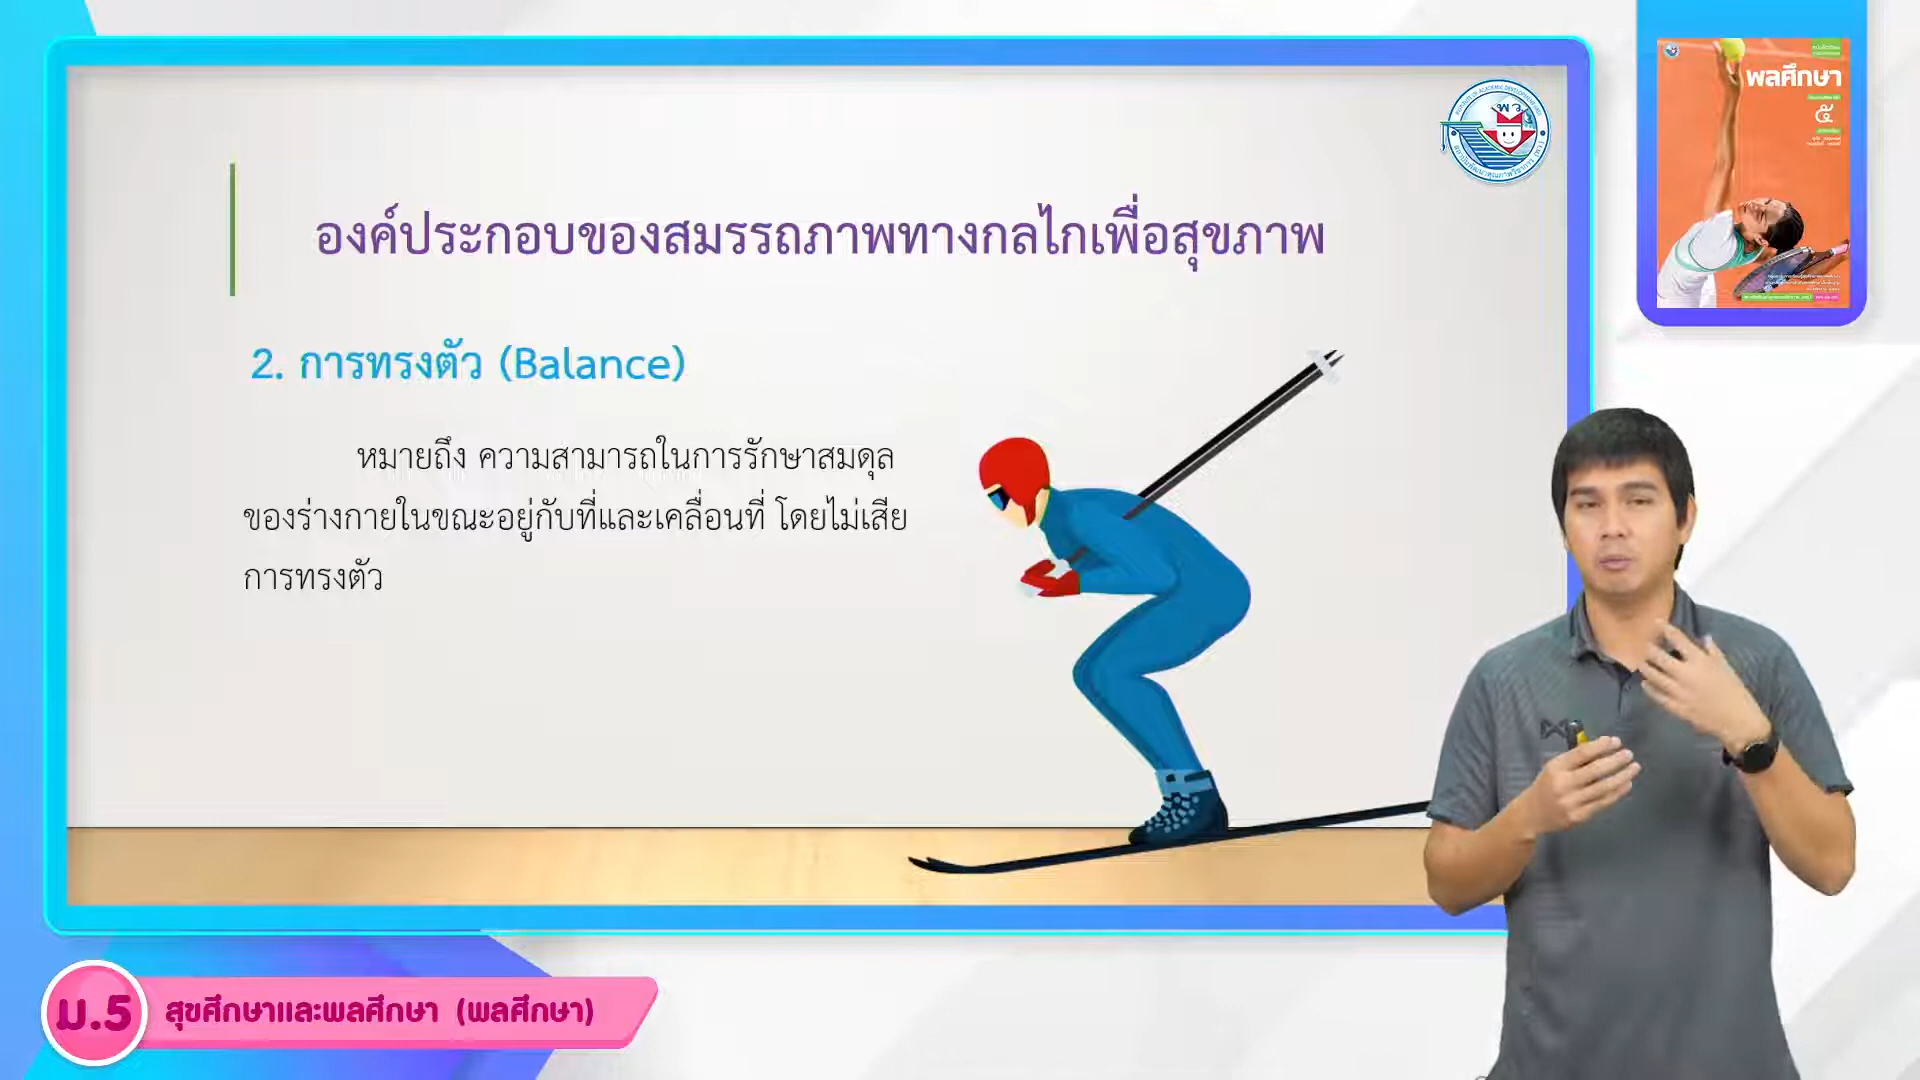 องค์ประกอบของสมรรถภาพทางกลไกเพื่อสุขภาพ
2. การทรงตัว (Balance)
หมายถึง ความสามารถในการรักษาสมดุล
ของร่างกายในขณะอยู่กับที่และเคลื่อนที่ โดยไม่เสีย
การทรงตัว
พว.
พลศึกษา
๕
ม.5
สุขศึกษาและพลศึกษา (พลศึกษา)